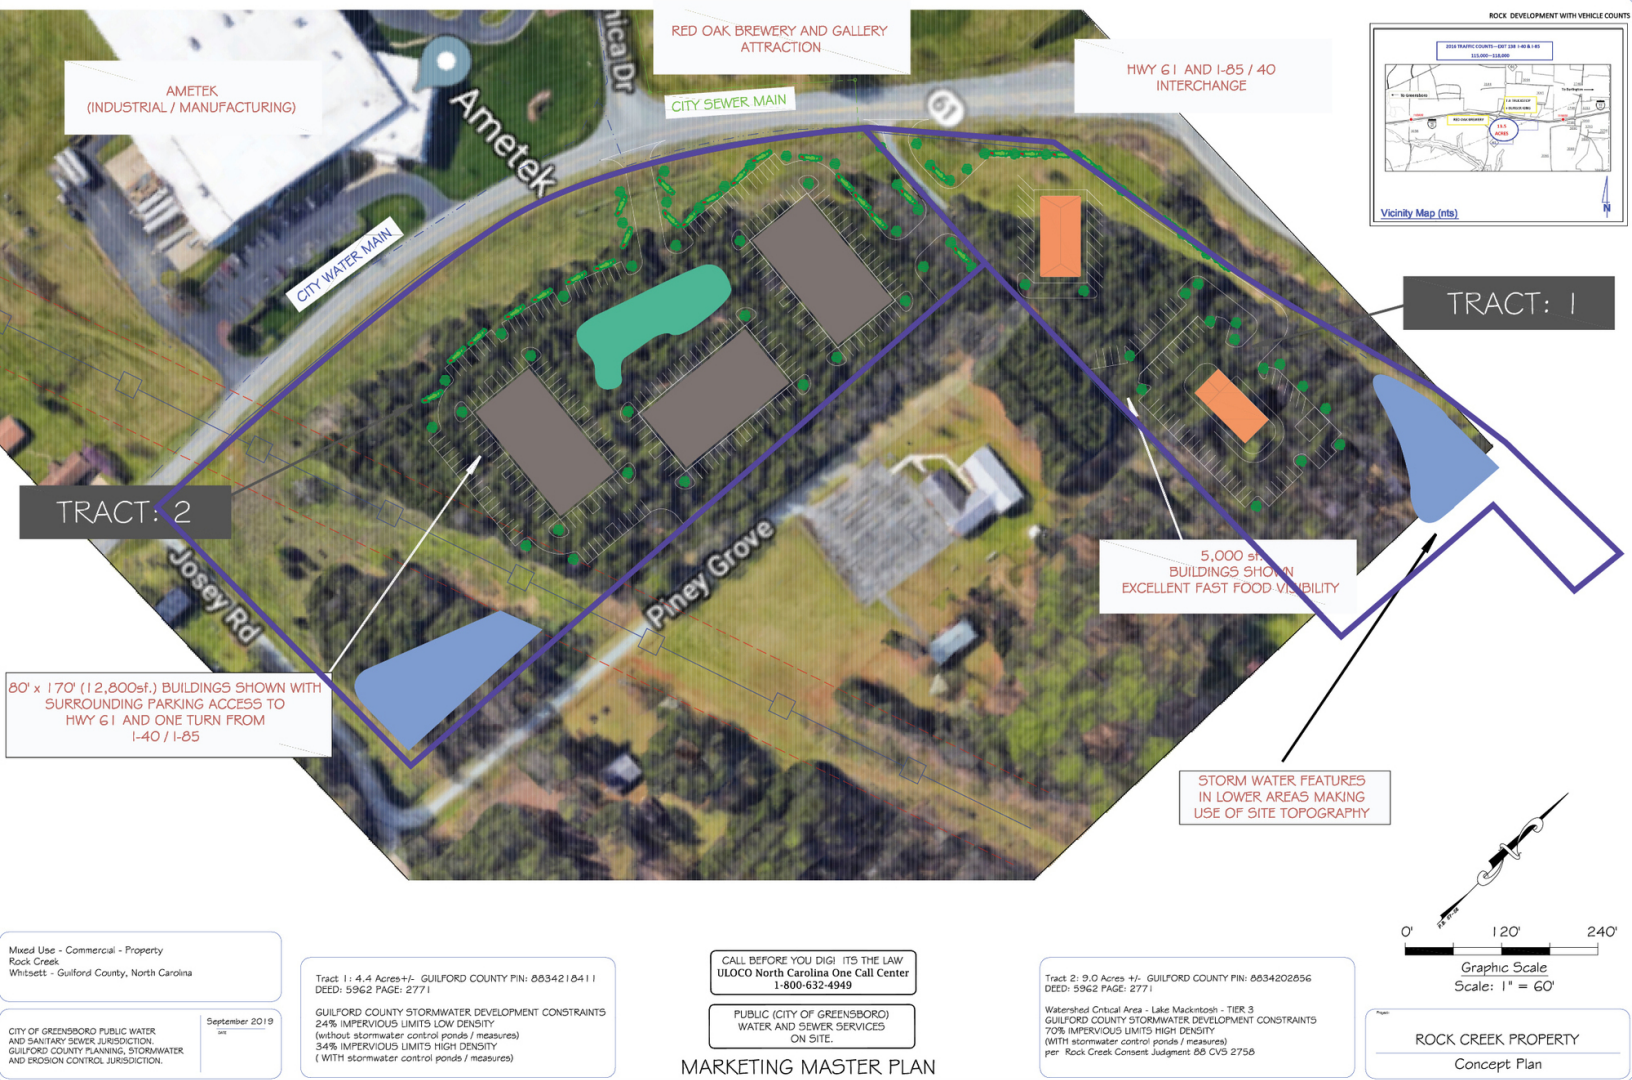 ROCK DEVELOPMENT WITH VEHICLE COUNTS
RED OAK BREWERY AND GALLERY
ATTRACTION
AMETEK
(INDUSTRIAL / MANUFACTURING)
Ametek
CITY SEWER MAIN
61
HWY 61 AND I-85 / 40
INTERCHANGE
To Greensboro
RED OAK BREWERY
13.5
ACRES
Vicinity Map (nts)
N
CITY WATER MAIN
TRACT: 1
TRACT: 2
Josey Rd
Piney Grove
5,000 sf.
BUILDINGS SHOWN
EXCELLENT FAST FOOD VISIBILITY
80' x 170' (12,800sf.) BUILDINGS SHOWN WITH
SURROUNDING PARKING ACCESS TO
HWY 61 AND ONE TURN FROM
I-40 / I-85
STORM WATER FEATURES
IN LOWER AREAS MAKING
USE OF SITE TOPOGRAPHY
0' 120' 240'
Graphic Scale
Scale: 1" = 60'
Mixed Use - Commercial - Property
Rock Creek
Whitsett - Guilford County, North Carolina
CITY OF GREENSBORO PUBLIC WATER
AND SANITARY SEWER JURISDICTION.
GUILFORD COUNTY PLANNING, STORMWATER
AND EROSION CONTROL JURISDICTION.
September 2019
DATE
Tract 1: 4.4 Acres+/- GUILFORD COUNTY PIN: 8834218411
DEED: 5962 PAGE: 2771
GUILFORD COUNTY STORMWATER DEVELOPMENT CONSTRAINTS
24% IMPERVIOUS LIMITS LOW DENSITY
(without stormwater control ponds / measures)
34% IMPERVIOUS LIMITS HIGH DENSITY
( WITH stormwater control ponds / measures)
CALL BEFORE YOU DIG! ITS THE LAW
ULOCO North Carolina One Call Center
1-800-632-4949
PUBLIC (CITY OF GREENSBORO)
WATER AND SEWER SERVICES
ON SITE.
MARKETING MASTER PLAN
Tract 2: 9.0 Acres +/- GUILFORD COUNTY PIN: 8834202856
DEED: 5962 PAGE: 2771
Watershed Critical Area - Lake Mackintosh - TIER 3
GUILFORD COUNTY STORMWATER DEVELOPMENT CONSTRAINTS
70% IMPERVIOUS LIMITS HIGH DENSITY
(WITH stormwater control ponds / measures)
per Rock Creek Consent Judgment 88 CVS 2758
Project:
ROCK CREEK PROPERTY
Concept Plan